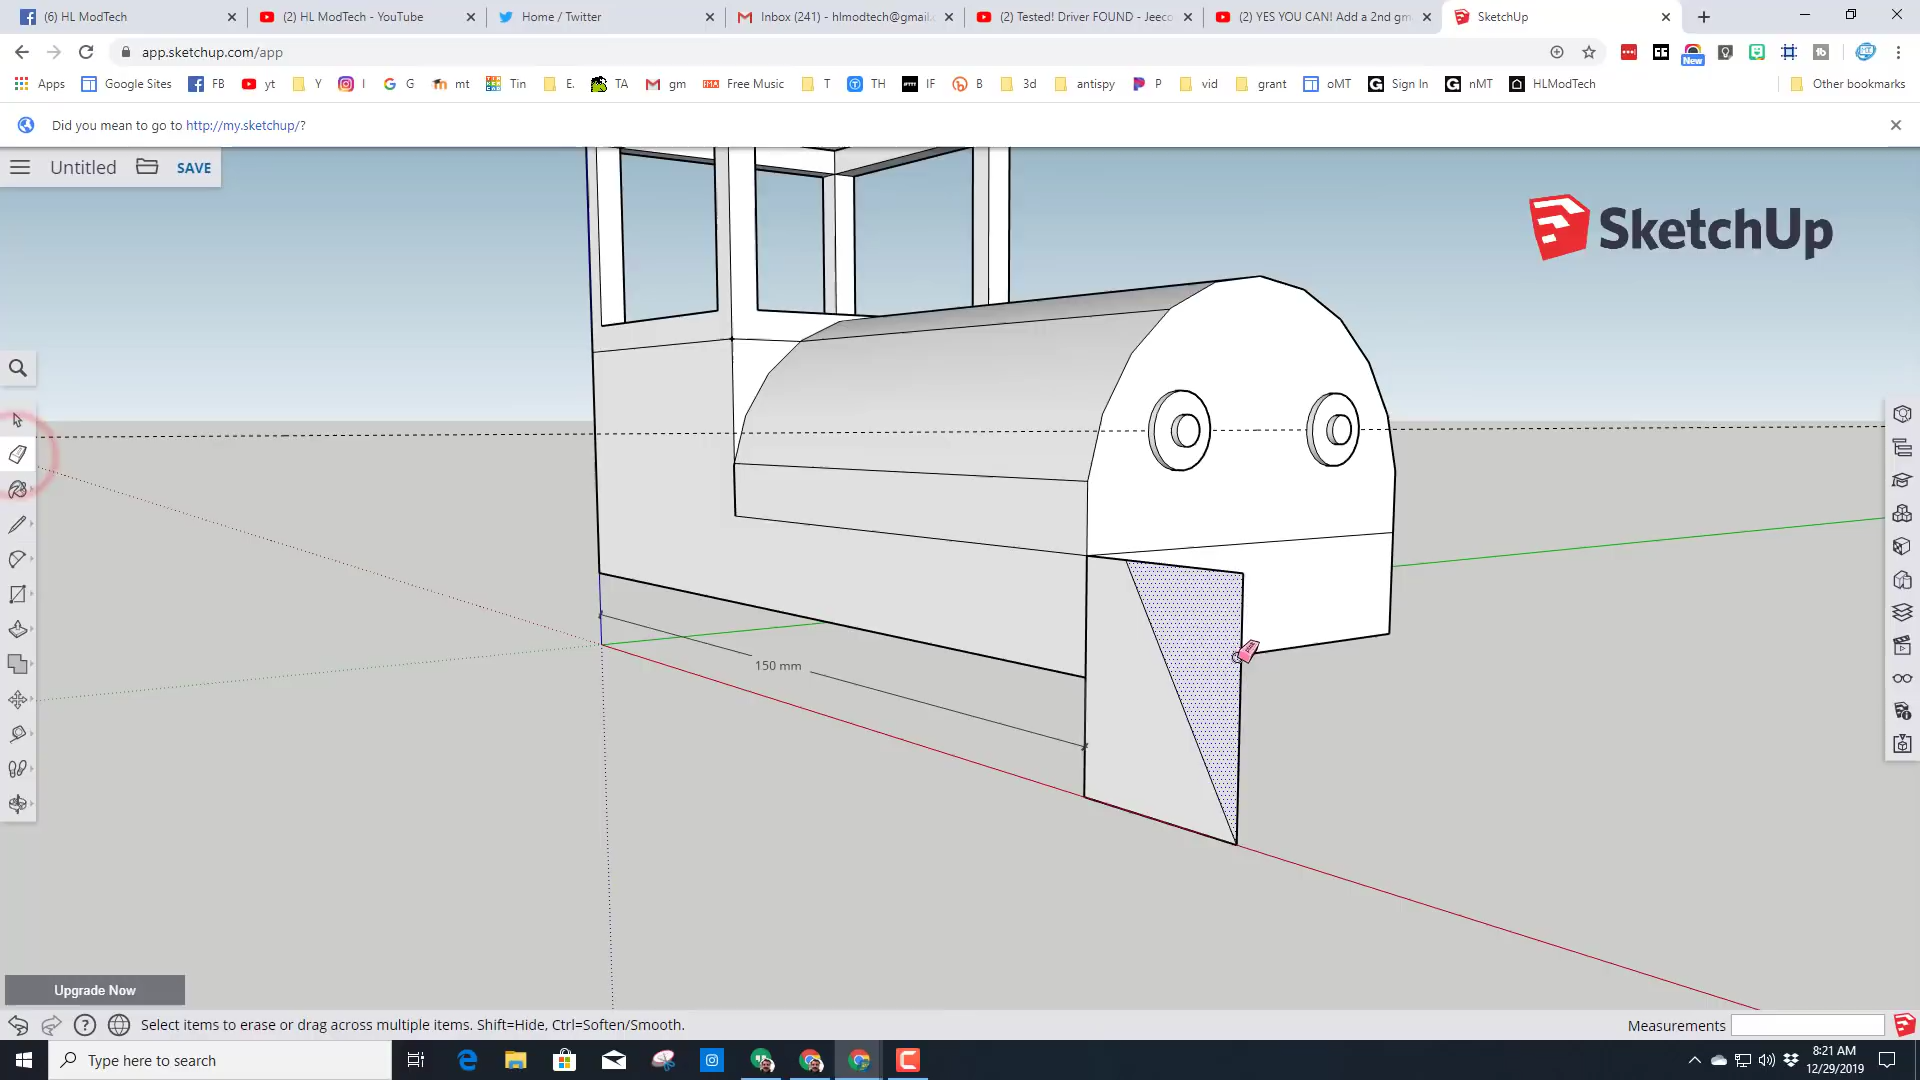 (6) HL ModTech
(2) HL ModTech - YouTube
Home / Twitter
Inbox (241) - hlmodtech@gmail.c
(2) Tested! Driver FOUND - Jeeco
(2) YES YOU CAN! Add a 2nd gm
SketchUp
app.sketchup.com/app
New
Apps
Google Sites
FB
yt
Y
I
G
mt
Tin
E.
TA
gm
Free Music
T
TH
IF
B
3d
antispy
P
vid
grant
oMT
Sign In
nMT
HLModTech
Other bookmarks
Did you mean to go to http://my.sketchup/?
Untitled
SAVE
SketchUp
150 mm
Upgrade Now
Select items to erase or drag across multiple items. Shift=Hide, Ctrl=Soften/Smooth.
Measurements
Type here to search
8:21 AM
12/29/2019